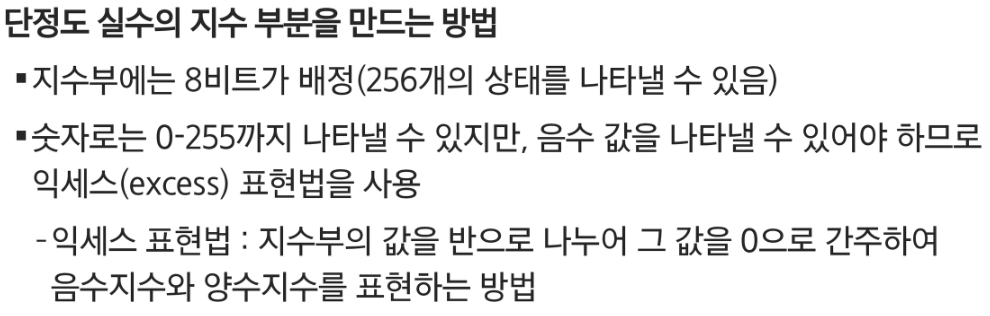 단정도 실수의 지수 부분을 만드는 방법
▪지수부에는 8비트가 배정(256개의 상태를 나타낼 수 있음)
▪숫자로는 0-255까지 나타낼 수 있지만, 음수 값을 나타낼 수 있어야 하므로
익세스(excess) 표현법을 사용
-익세스 표현법 : 지수부의 값을 반으로 나누어 그 값을 0으로 간주하여
음수지수와 양수지수를 표현하는 방법